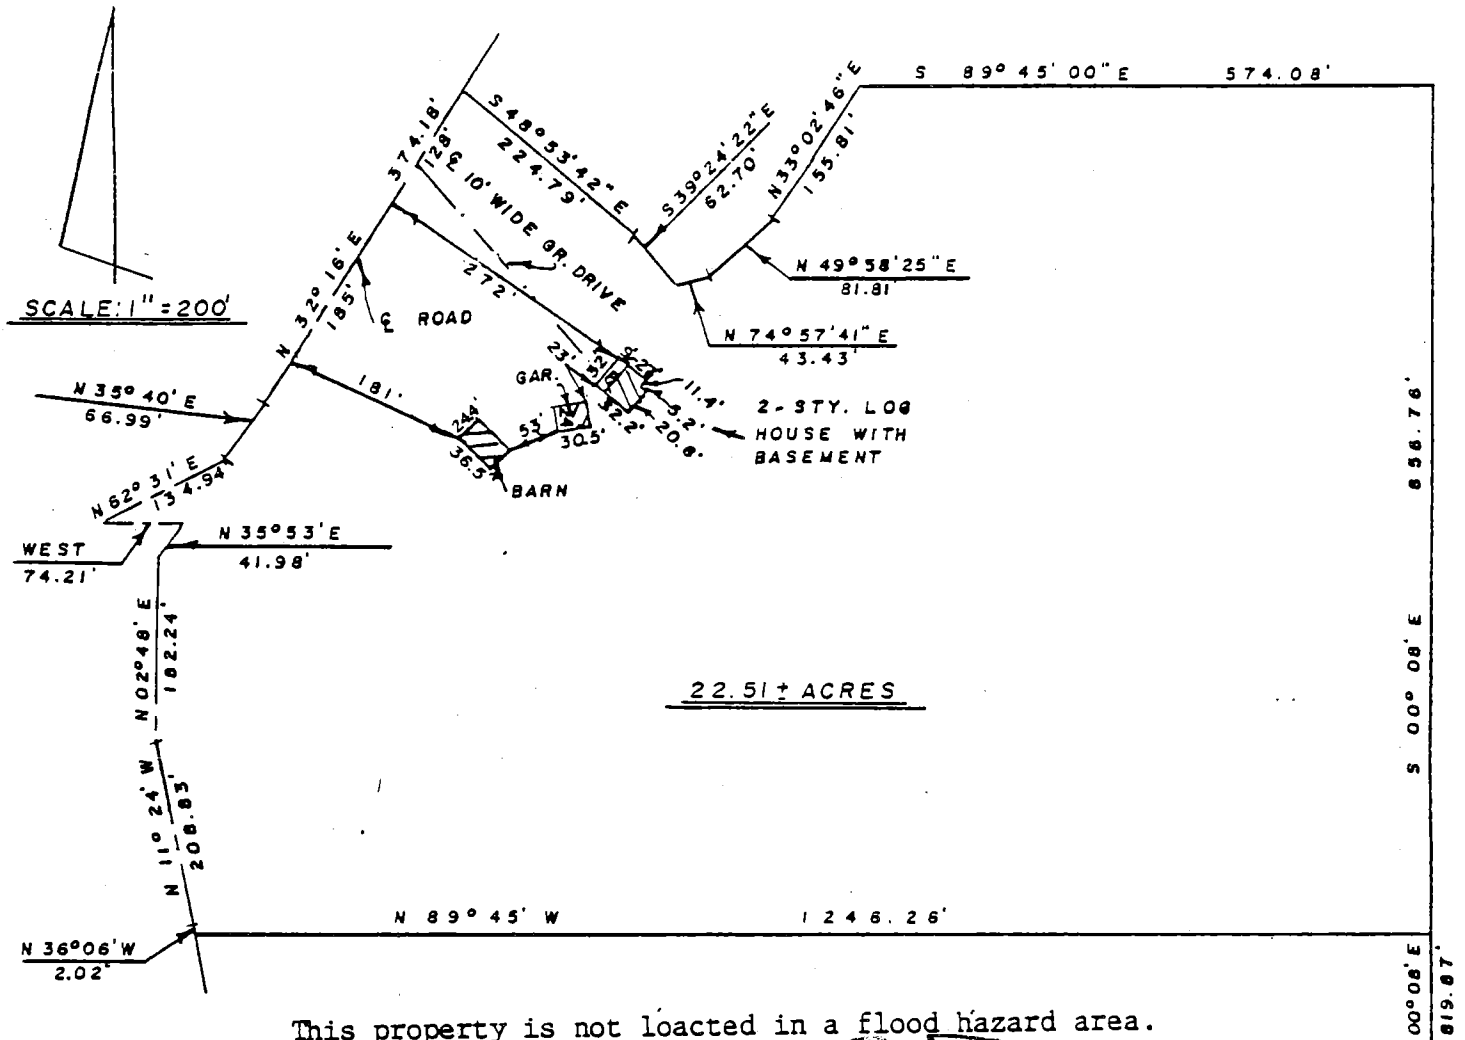 S 89° 45' 00" E 574.08'
N 33° 02' 46" E
155.81'
S 39° 24' 22" E
62.70'
S 48° 53' 42" E
224.79'
374.18'
128'
℄ 10' WIDE GR. DRIVE
N 49° 58' 25" E
81.81'
272'
SCALE: 1" = 200'
N 32° 16' E
185'
℄ ROAD
N 74° 57' 41" E
43.43'
23'
32'
GAR.
11.4'
5.2'
20.8'
32.2'
2-STY. LOG
HOUSE WITH
BASEMENT
N 35° 40' E
66.99'
181'
24.4'
53'
24'
30.5'
36.5'
BARN
N 62° 31' E
134.94'
WEST
74.21'
N 35° 53' E
41.98'
N 02° 48' E
182.24'
22.51± ACRES
S 00° 08' E
858.76'
N 11° 24' W
208.83'
N 89° 45' W 1246.26'
N 36° 06' W
2.02'
00° 08' E
819.87'
This property is not loacted in a flood hazard area.